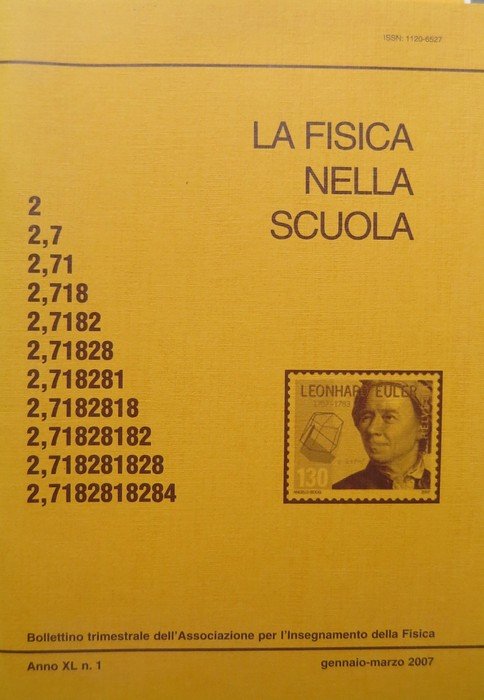 ISSN: 1120-6527
LA FISICA
NELLA
SCUOLA
2
2,7
2,71
2,718
2,7182
2,71828
2,718281
2,7182818
2,71828182
2,718281828
2,7182818284
LEONHARD EULER
1707–1783
HELVETIA
130
2007
Bollettino trimestrale dell'Associazione per l'Insegnamento della Fisica
Anno XL n. 1
gennaio-marzo 2007